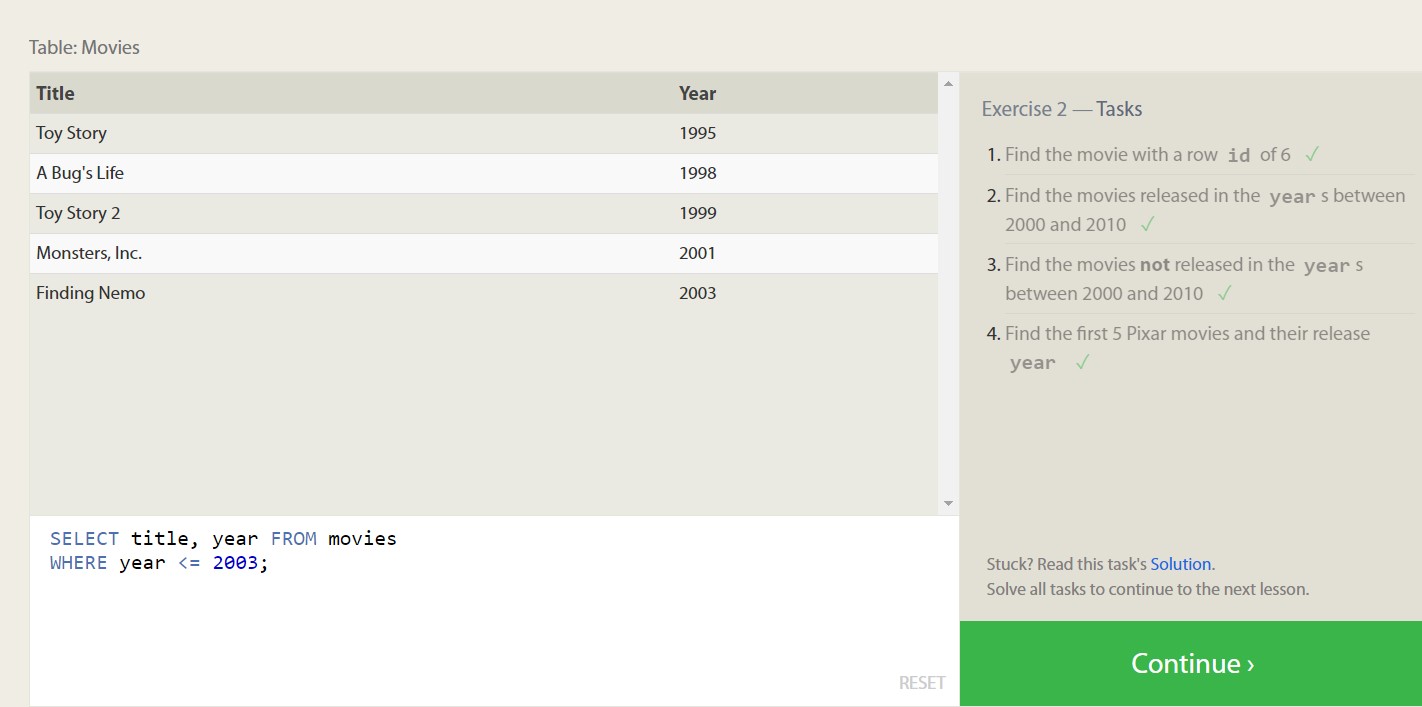 Table: Movies
Title Year
Toy Story 1995
A Bug's Life 1998
Toy Story 2 1999
Monsters, Inc. 2001
Finding Nemo 2003
SELECT title, year FROM movies
WHERE year <= 2003;
RESET
Exercise 2 — Tasks
1. Find the movie with a row id of 6 ✓
2. Find the movies released in the year s between
2000 and 2010 ✓
3. Find the movies not released in the year s
between 2000 and 2010 ✓
4. Find the first 5 Pixar movies and their release
year ✓
Stuck? Read this task's Solution.
Solve all tasks to continue to the next lesson.
Continue ›